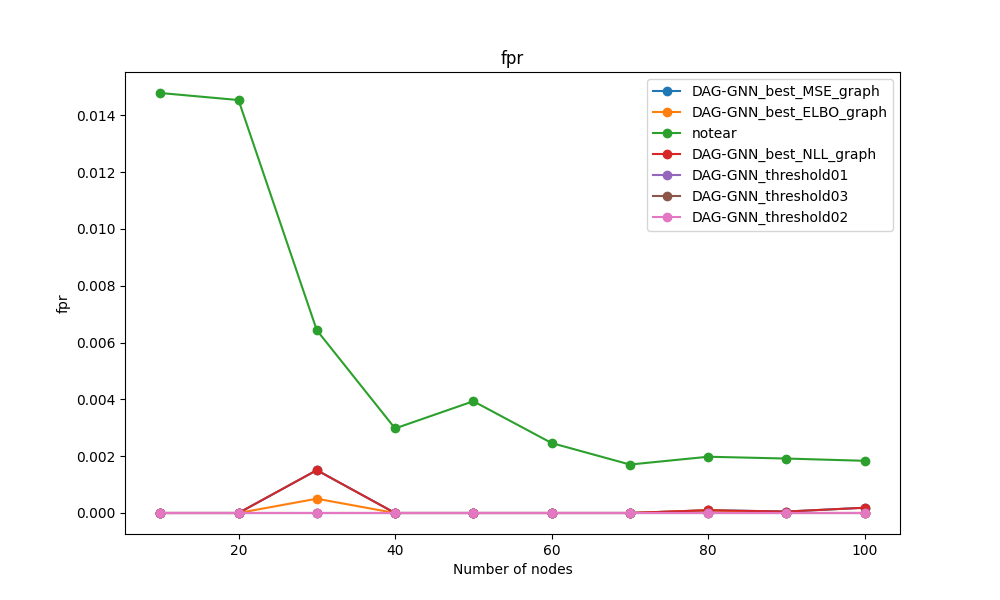 fpr
DAG-GNN_best_MSE_graph
DAG-GNN_best_ELBO_graph
notear
DAG-GNN_best_NLL_graph
DAG-GNN_threshold01
DAG-GNN_threshold03
DAG-GNN_threshold02
0.014
0.012
0.010
0.008
0.006
0.004
0.002
0.000
fpr
20 40 60 80 100
Number of nodes